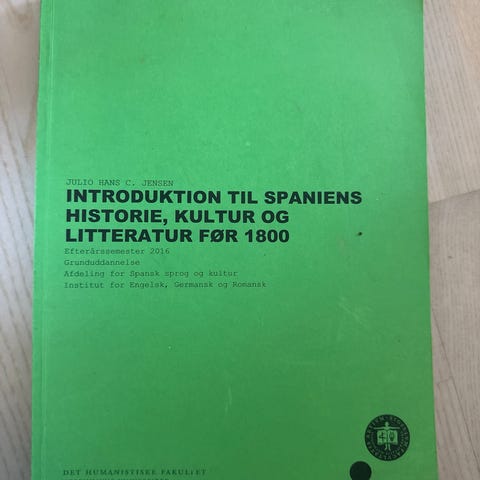 JULIO HANS C. JENSEN
INTRODUKTION TIL SPANIENS
HISTORIE, KULTUR OG
LITTERATUR FØR 1800
Efterårssemester 2016
Grunduddannelse
Afdeling for Spansk sprog og kultur
Institut for Engelsk, Germansk og Romansk
DET HUMANISTISKE FAKULTET